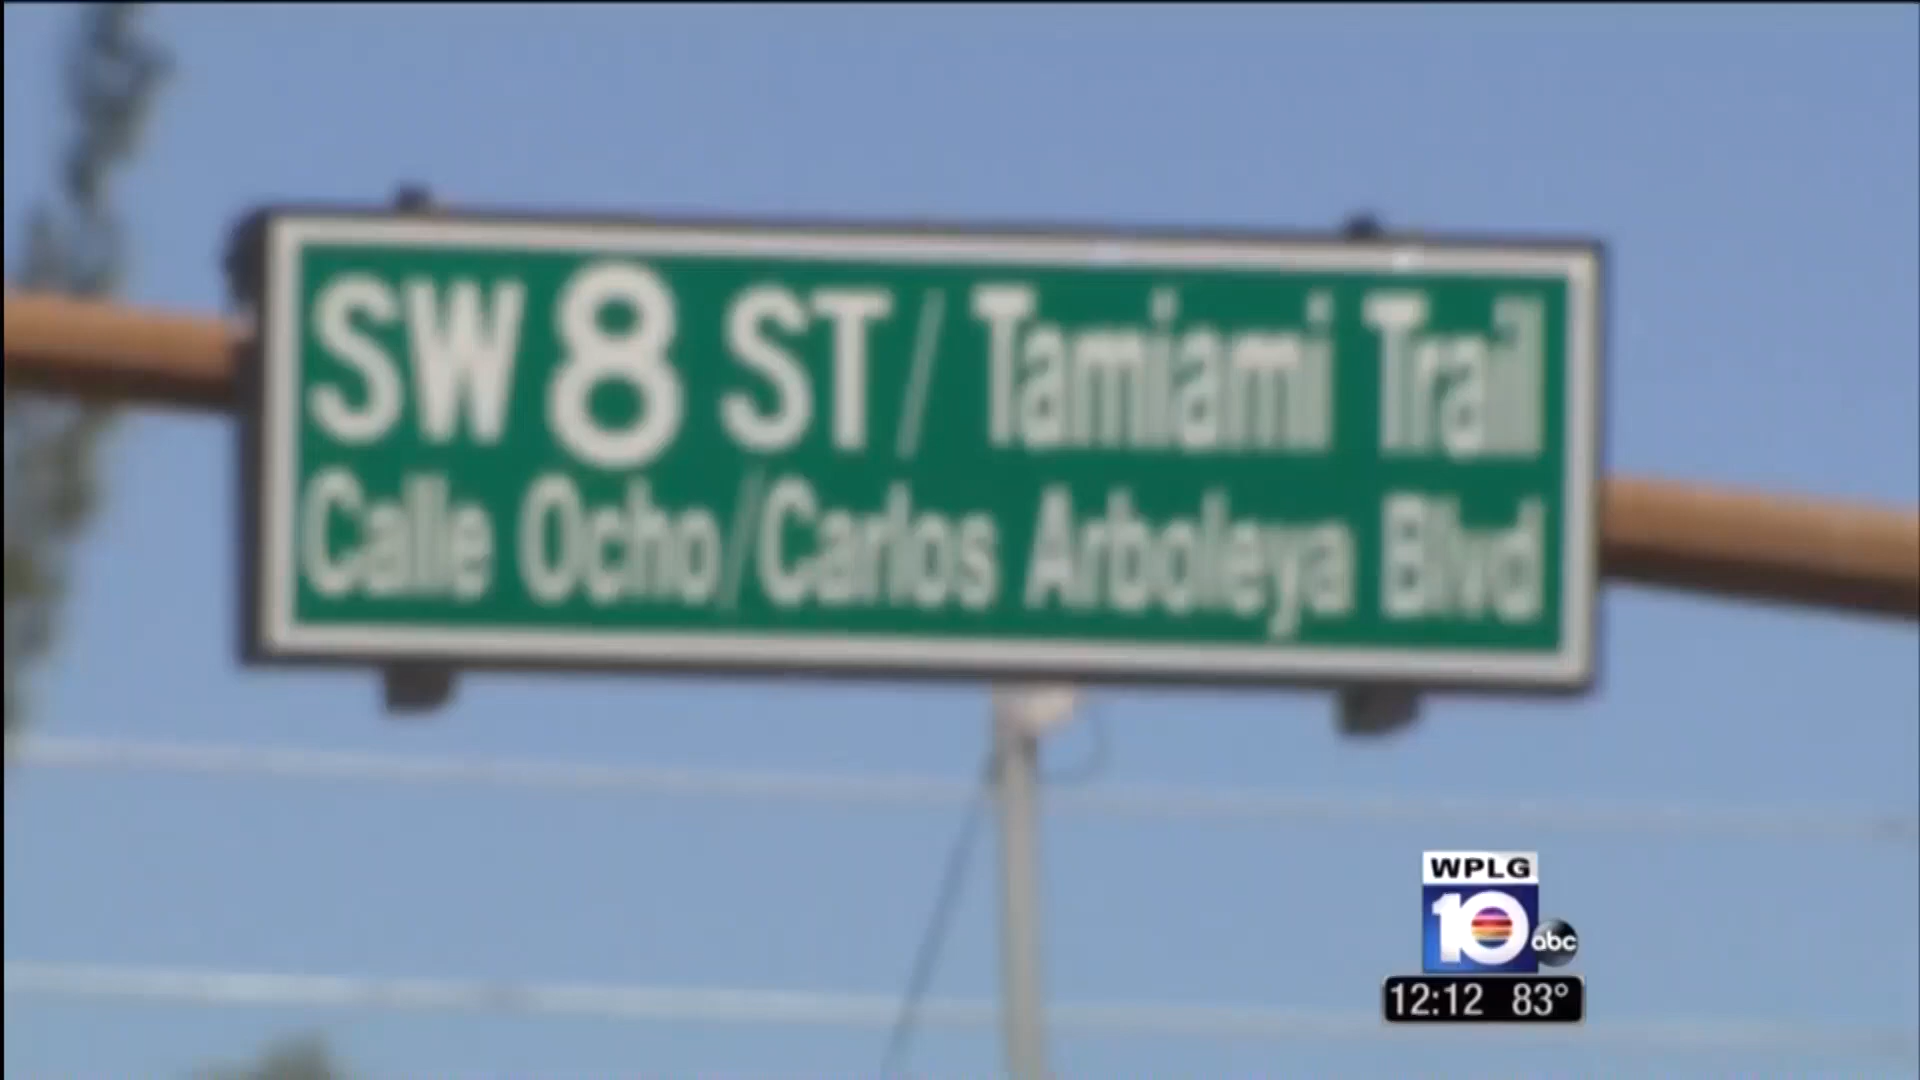 SW 8 ST / Tamiami Trail
Calle Ocho/Carlos Arboleya Blvd
WPLG
10
abc
12:12 83°